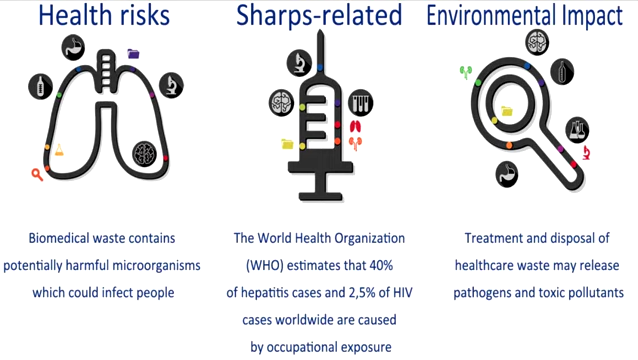 Health risks
Biomedical waste contains
potentially harmful microorganisms
which could infect people
Sharps-related
The World Health Organization
(WHO) estimates that 40%
of hepatitis cases and 2,5% of HIV
cases worldwide are caused
by occupational exposure
Environmental Impact
Treatment and disposal of
healthcare waste may release
pathogens and toxic pollutants